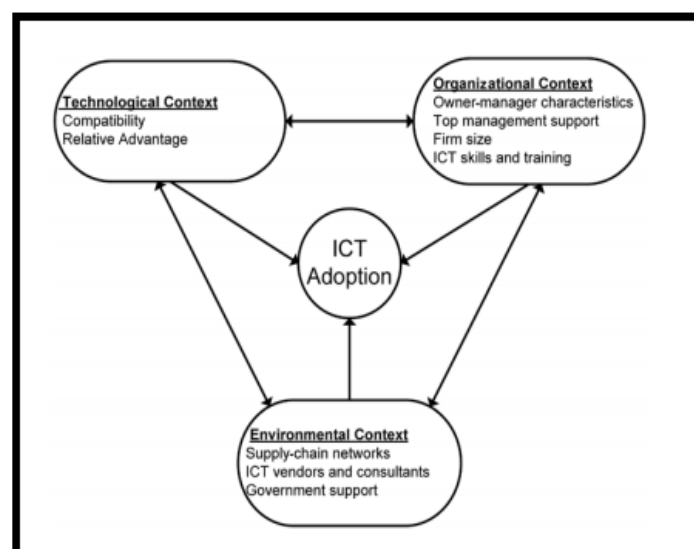 Technological Context
Compatibility
Relative Advantage
Organizational Context
Owner-manager characteristics
Top management support
Firm size
ICT skills and training
ICT
Adoption
Environmental Context
Supply-chain networks
ICT vendors and consultants
Government support